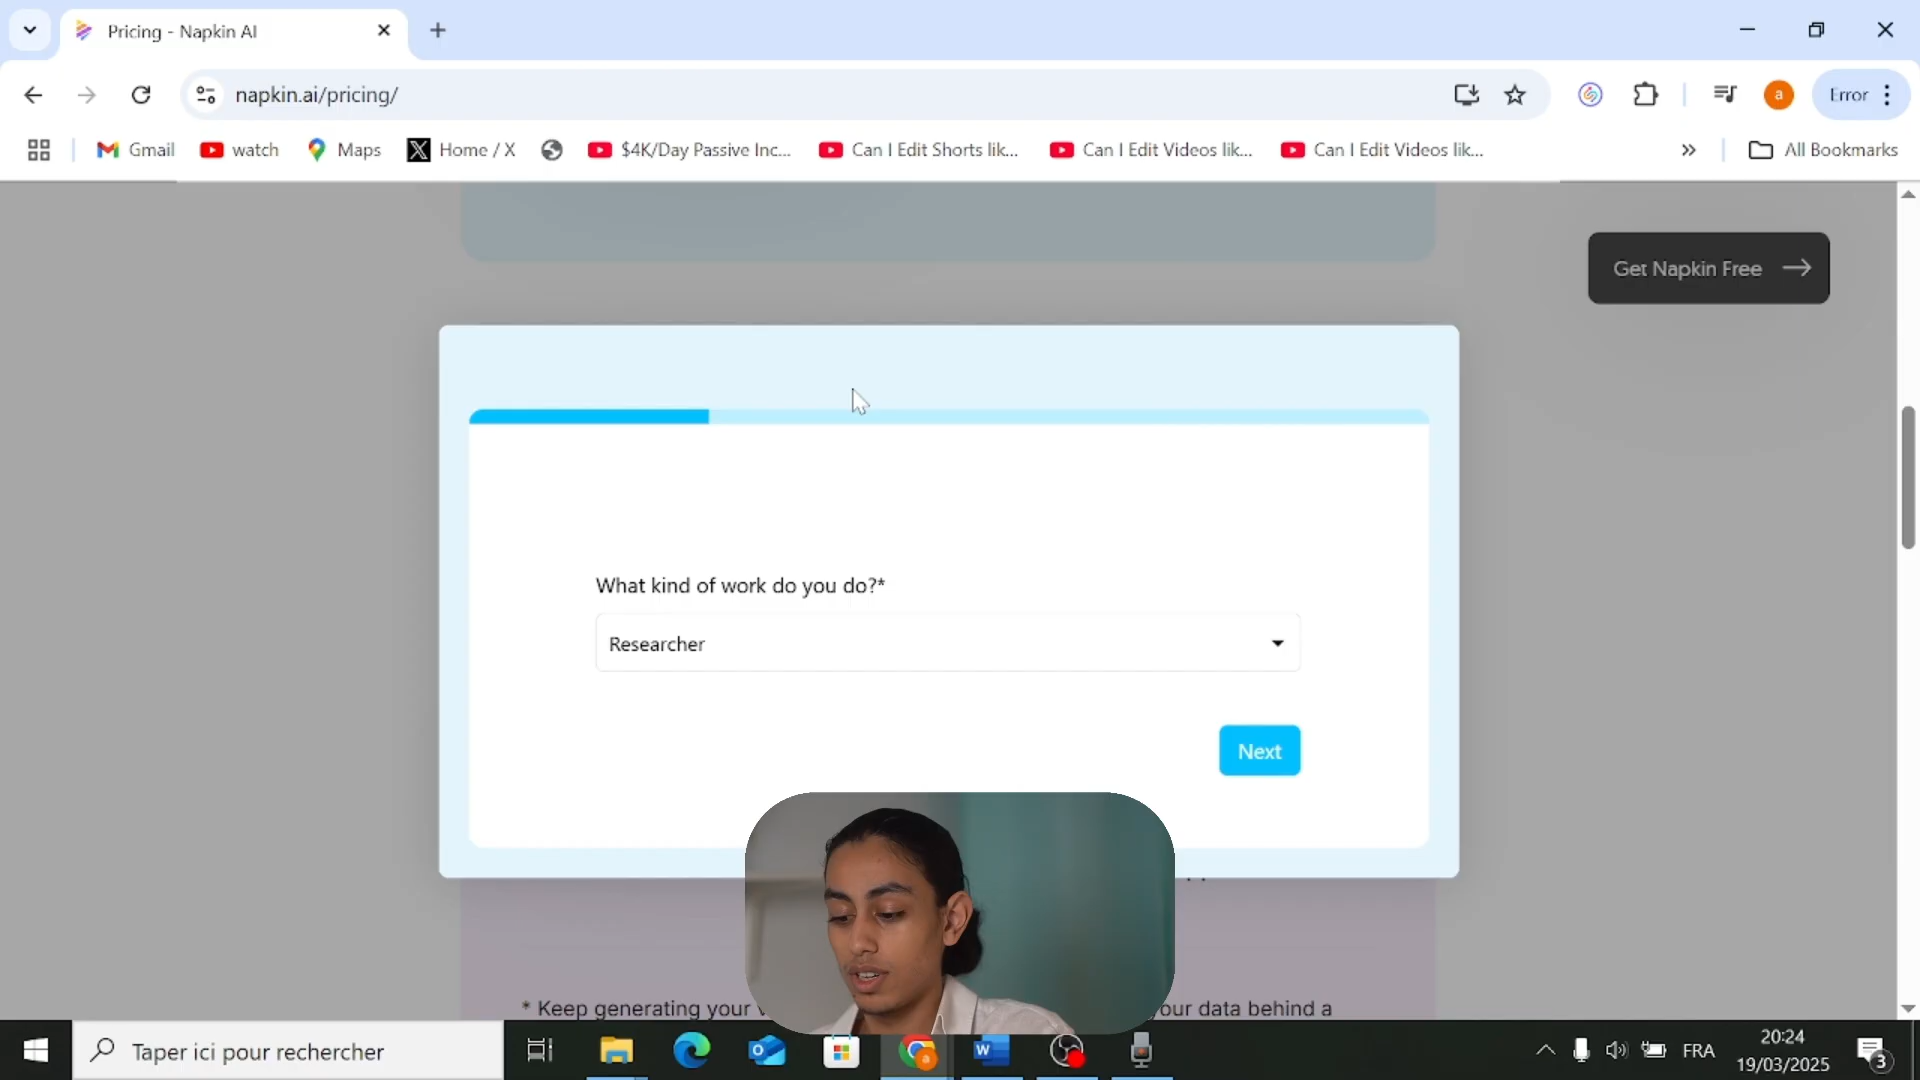 Pricing - Napkin AI
napkin.ai/pricing/
a
Error
Gmail
watch
Maps
Home / X
$4K/Day Passive Inc...
Can I Edit Shorts lik...
Can I Edit Videos lik...
Can I Edit Videos lik...
All Bookmarks
Get Napkin Free
What kind of work do you do?*
Researcher
Next
* Keep generating your
our data behind a
Taper ici pour rechercher
FRA
20:24
19/03/2025
3